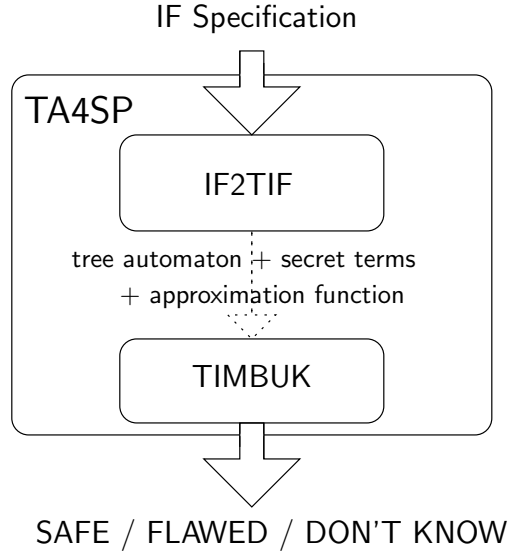 IF Specification
TA4SP
IF2TIF
tree automaton + secret terms
+ approximation function
TIMBUK
SAFE / FLAWED / DON'T KNOW